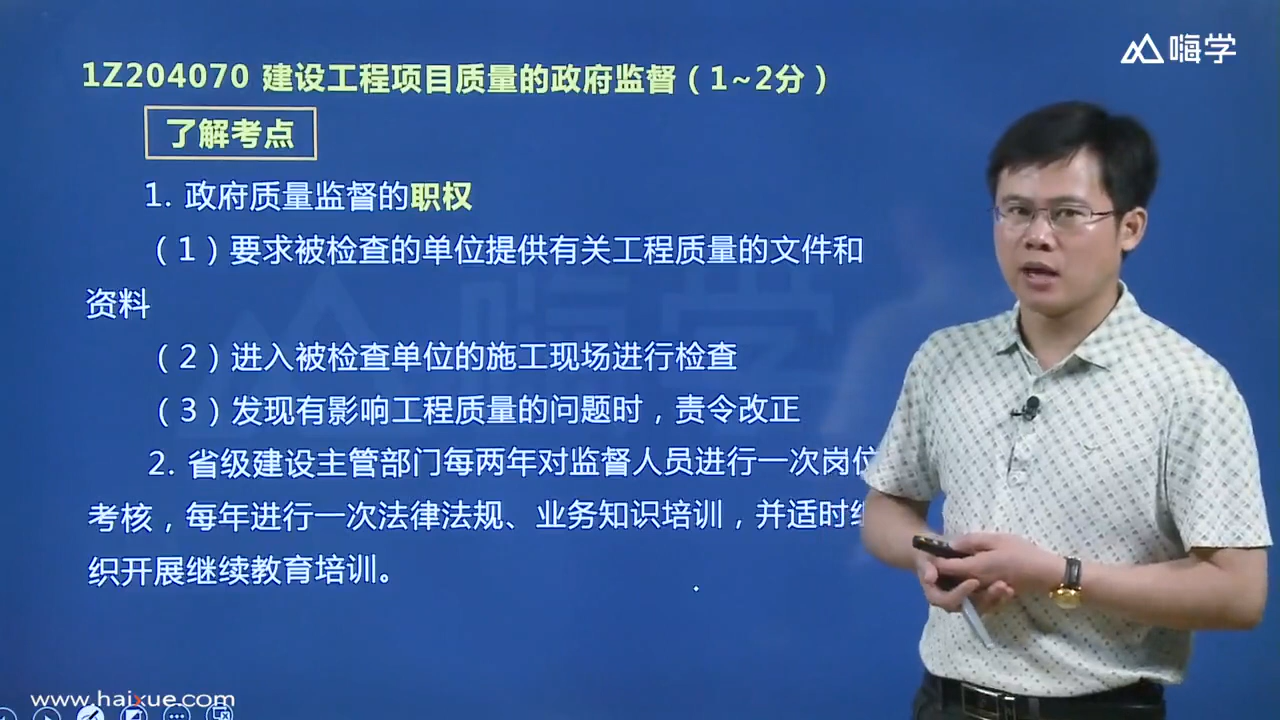 嗨学
1Z204070 建设工程项目质量的政府监督（1~2分）
了解考点
1. 政府质量监督的职权
（1）要求被检查的单位提供有关工程质量的文件和
资料
（2）进入被检查单位的施工现场进行检查
（3）发现有影响工程质量的问题时，责令改正
2. 省级建设主管部门每两年对监督人员进行一次岗位
考核，每年进行一次法律法规、业务知识培训，并适时组
织开展继续教育培训。
www.haixue.com